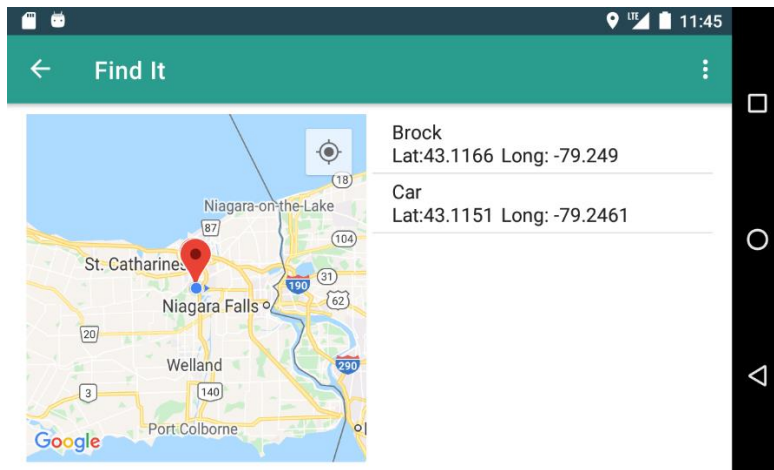 LTE 11:45
Find It
Brock
Lat:43.1166 Long: -79.249
Car
Lat:43.1151 Long: -79.2461
18
Niagara-on-the-Lake
87
104
St. Catharines
31
190
62
Niagara Falls
20
Welland
290
3
140
Port Colborne
Google